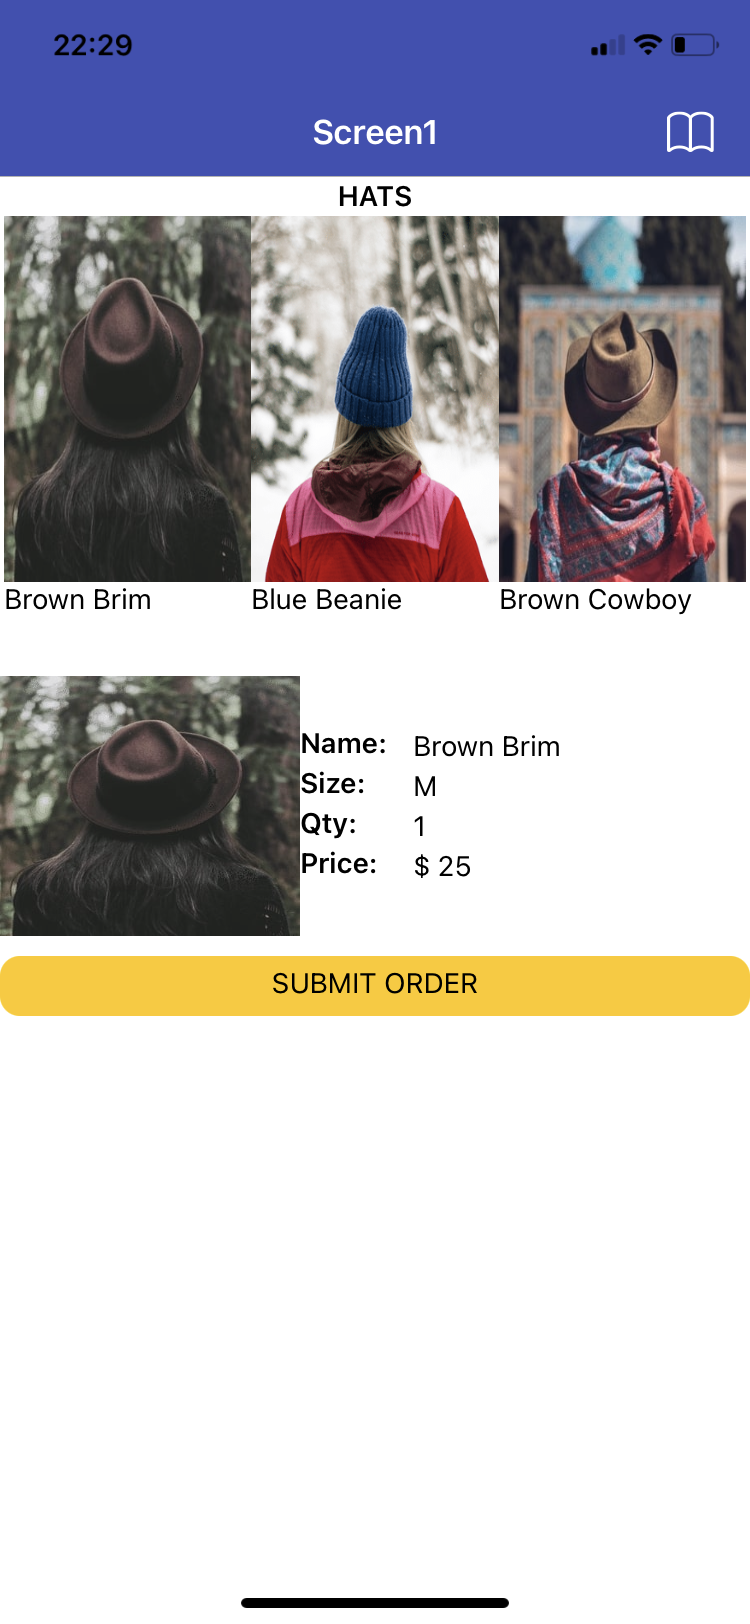 22:29
Screen1
HATS
Brown Brim Blue Beanie Brown Cowboy
Name: Brown Brim
Size: M
Qty: 1
Price: $ 25
SUBMIT ORDER